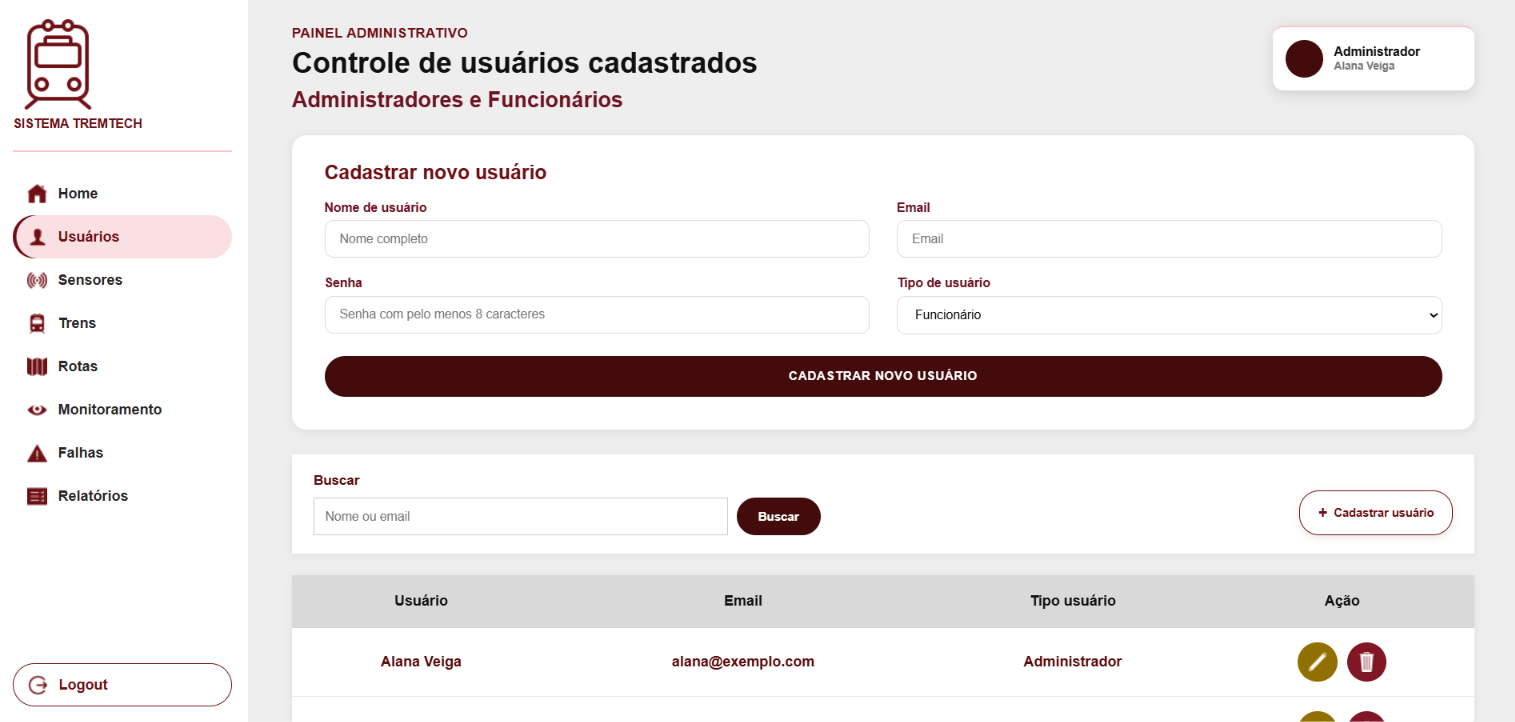 SISTEMA TREMTECH
Home
Usuários
Sensores
Trens
Rotas
Monitoramento
Falhas
Relatórios
Logout
PAINEL ADMINISTRATIVO
Controle de usuários cadastrados
Administradores e Funcionários
Administrador
Alana Veiga
Cadastrar novo usuário
Nome de usuário
Email
Nome completo
Email
Senha
Tipo de usuário
Senha com pelo menos 8 caracteres
Funcionário
CADASTRAR NOVO USUÁRIO
Buscar
Nome ou email
Buscar
+ Cadastrar usuário
Usuário Email Tipo usuário Ação
Alana Veiga alana@exemplo.com Administrador